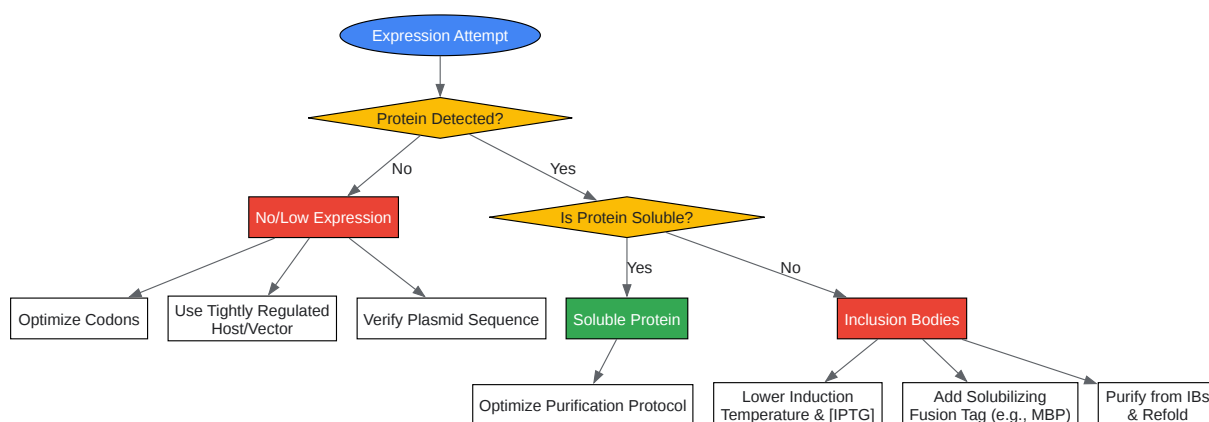 Expression Attempt
Protein Detected?
No
Yes
No/Low Expression
Is Protein Soluble?
Yes
No
Optimize Codons
Use Tightly Regulated
Host/Vector
Verify Plasmid Sequence
Soluble Protein
Inclusion Bodies
Optimize Purification Protocol
Lower Induction
Temperature & [IPTG]
Add Solubilizing
Fusion Tag (e.g., MBP)
Purify from IBs
& Refold